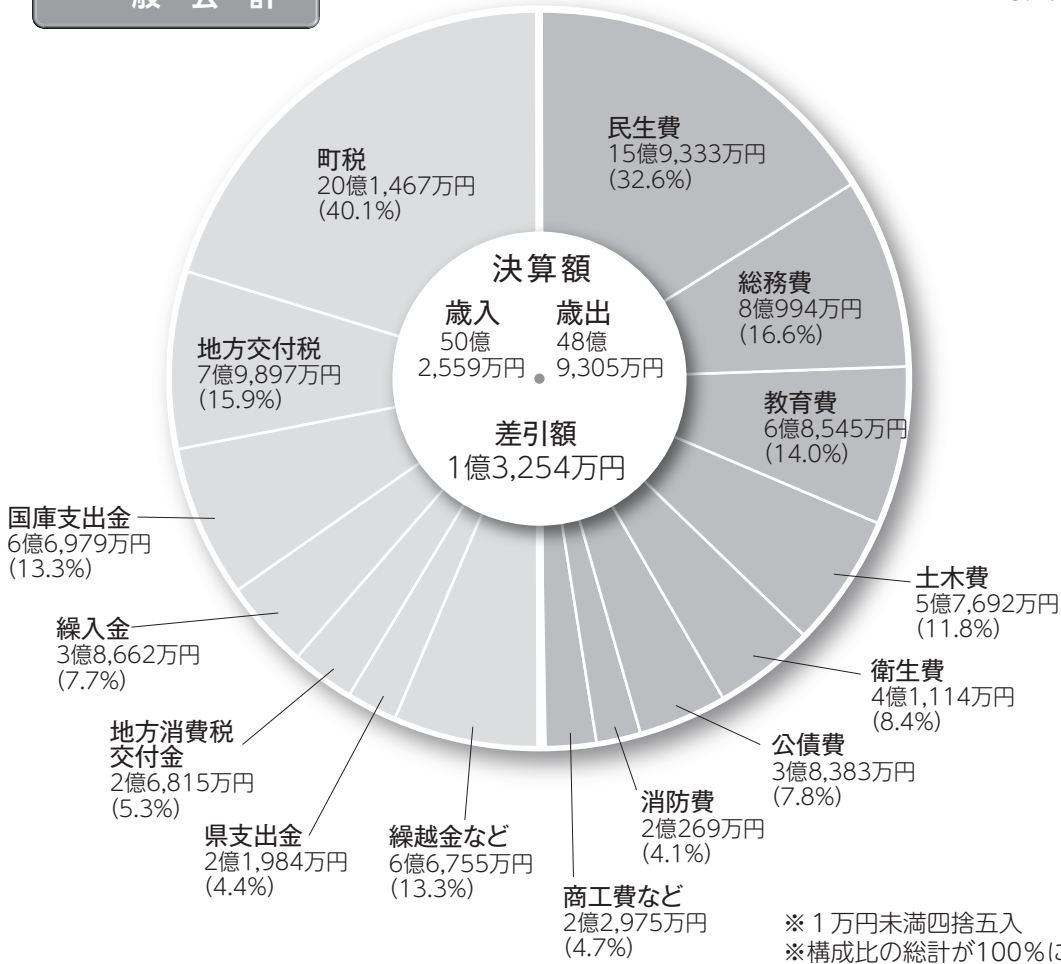 般 会 計
町税
20億1,467万円
(40.1%)
地方交付税
7億9,897万円
(15.9%)
国庫支出金
6億6,979万円
(13.3%)
繰入金
3億8,662万円
(7.7%)
地方消費税
交付金
2億6,815万円
(5.3%)
県支出金
2億1,984万円
(4.4%)
繰越金など
6億6,755万円
(13.3%)
決算額
歳入
50億
2,559万円
歳出
48億
9,305万円
差引額
1億3,254万円
民生費
15億9,333万円
(32.6%)
総務費
8億994万円
(16.6%)
教育費
6億8,545万円
(14.0%)
土木費
5億7,692万円
(11.8%)
衛生費
4億1,114万円
(8.4%)
公債費
3億8,383万円
(7.8%)
消防費
2億269万円
(4.1%)
商工費など
2億2,975万円
(4.7%)
※1万円未満四捨五入
※構成比の総計が100%に